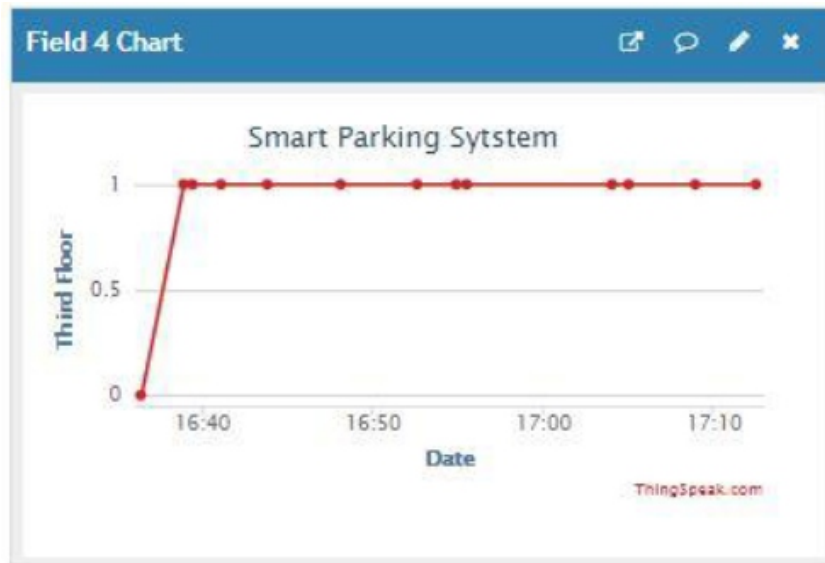 Field 4 Chart
Smart Parking Sytstem
Third Floor
1
0.5
0
16:40 16:50 17:00 17:10
Date
ThingSpeak.com